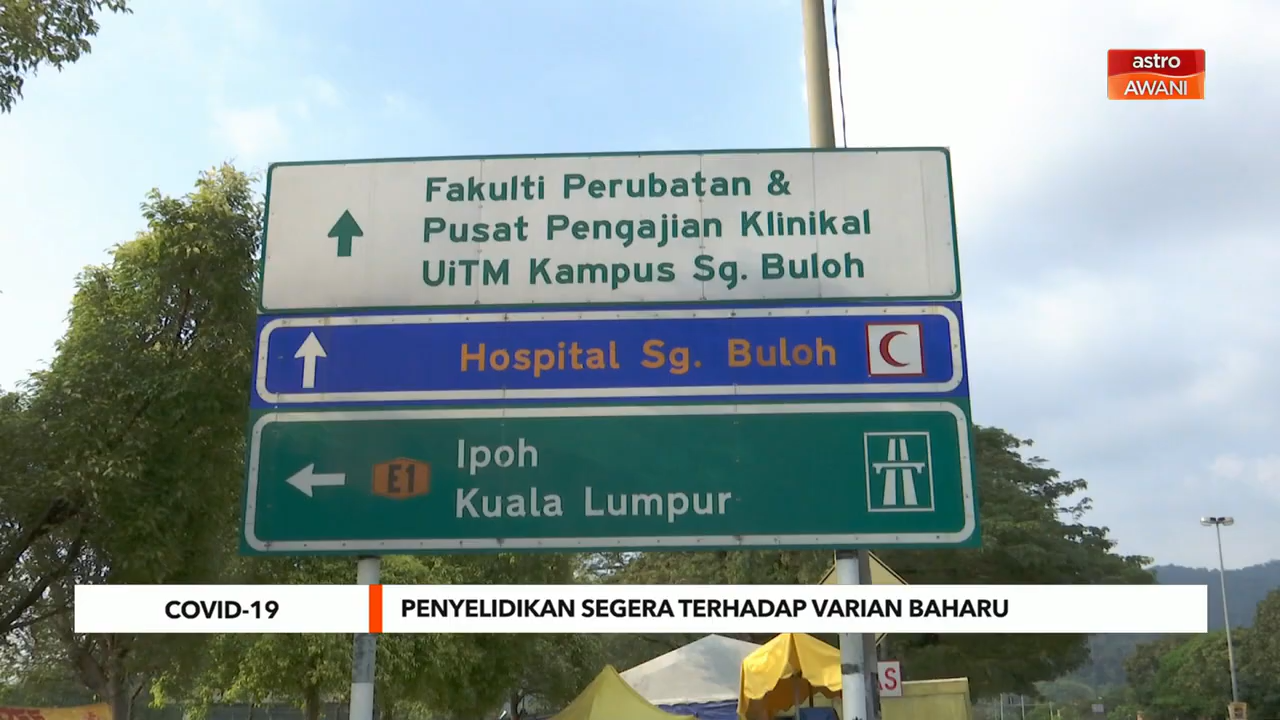 astro
AWANI
Fakulti Perubatan &
Pusat Pengajian Klinikal
UiTM Kampus Sg. Buloh
Hospital Sg. Buloh
E1
Ipoh
Kuala Lumpur
COVID-19
PENYELIDIKAN SEGERA TERHADAP VARIAN BAHARU